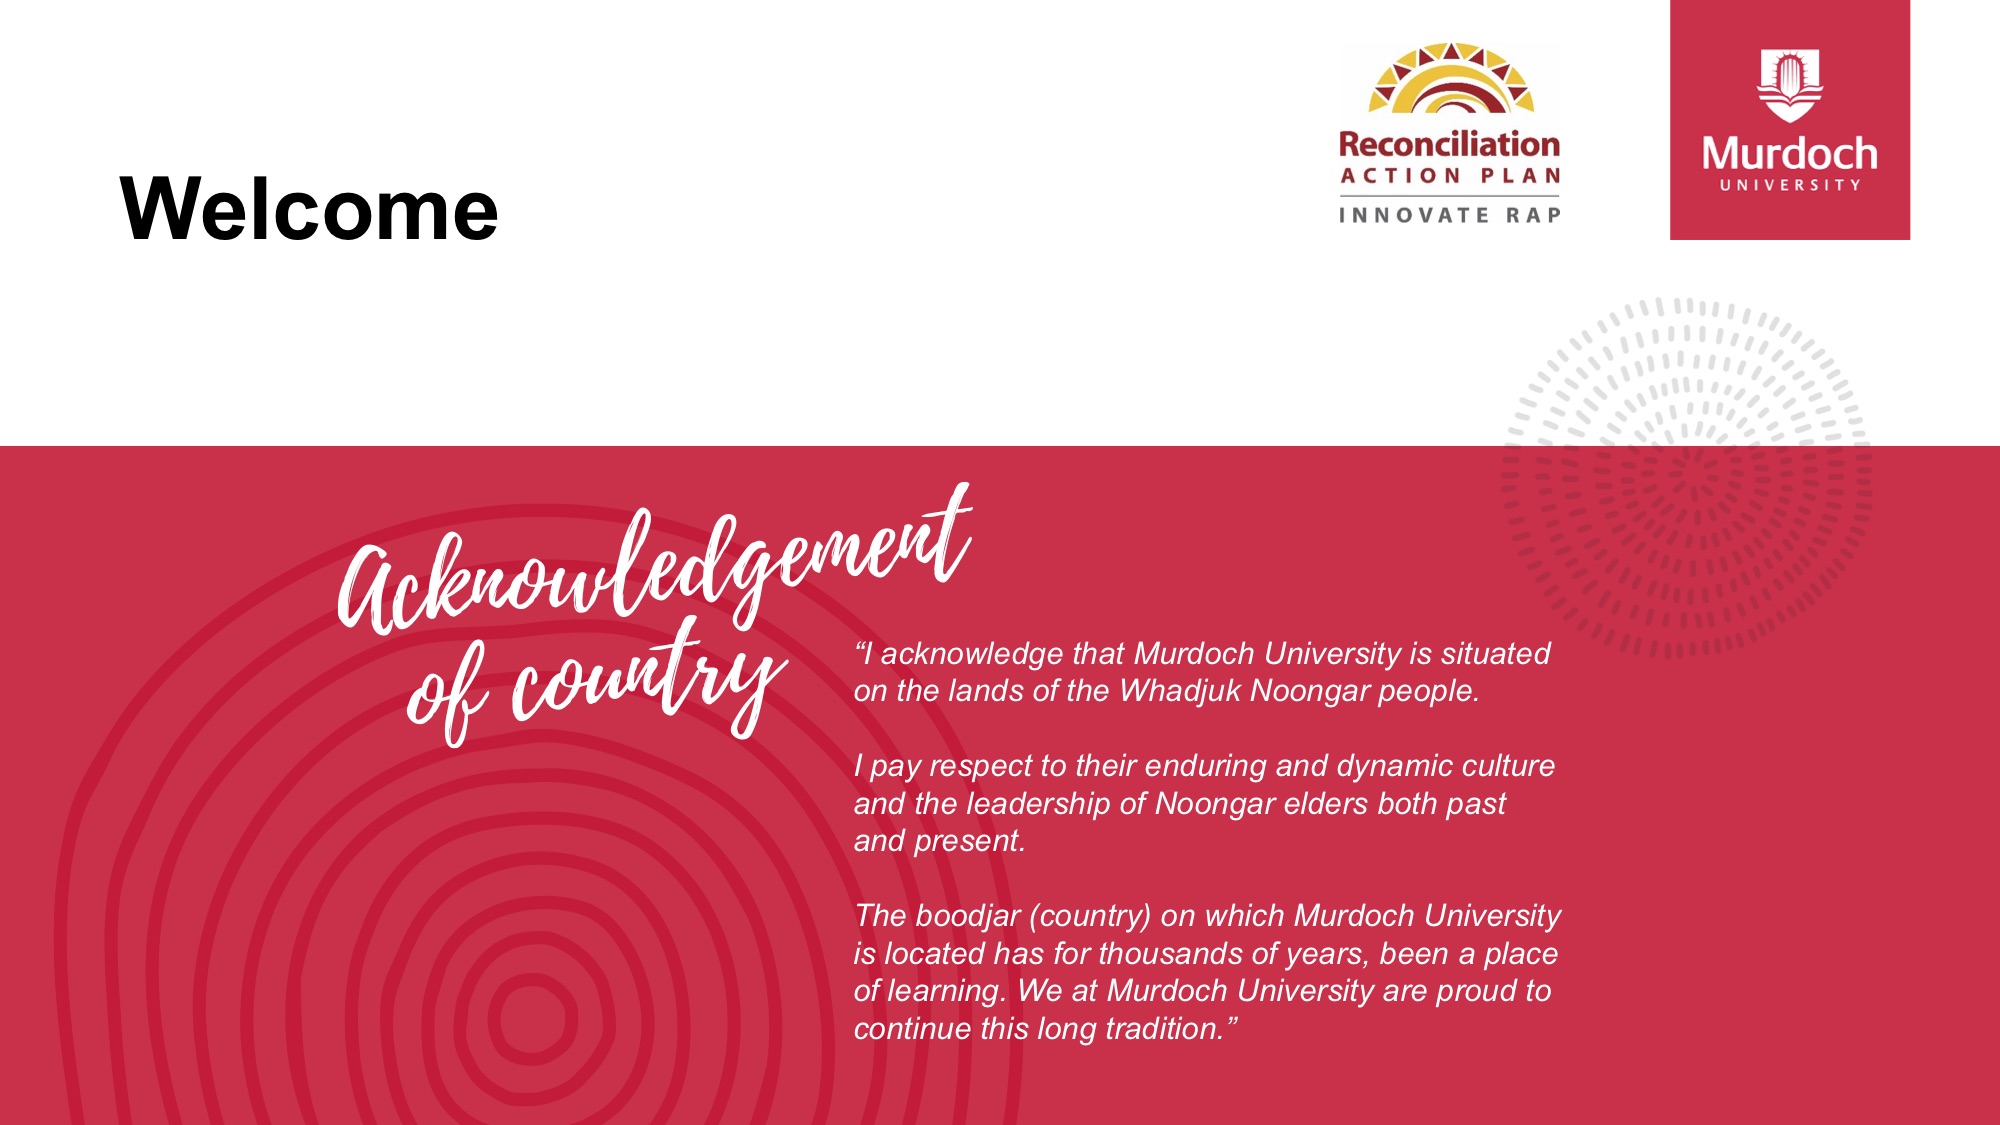 Welcome
Reconciliation
ACTION PLAN
INNOVATE RAP
Murdoch
UNIVERSITY
Acknowledgement
of country
“I acknowledge that Murdoch University is situated
on the lands of the Whadjuk Noongar people.
I pay respect to their enduring and dynamic culture
and the leadership of Noongar elders both past
and present.
The boodjar (country) on which Murdoch University
is located has for thousands of years, been a place
of learning. We at Murdoch University are proud to
continue this long tradition.”